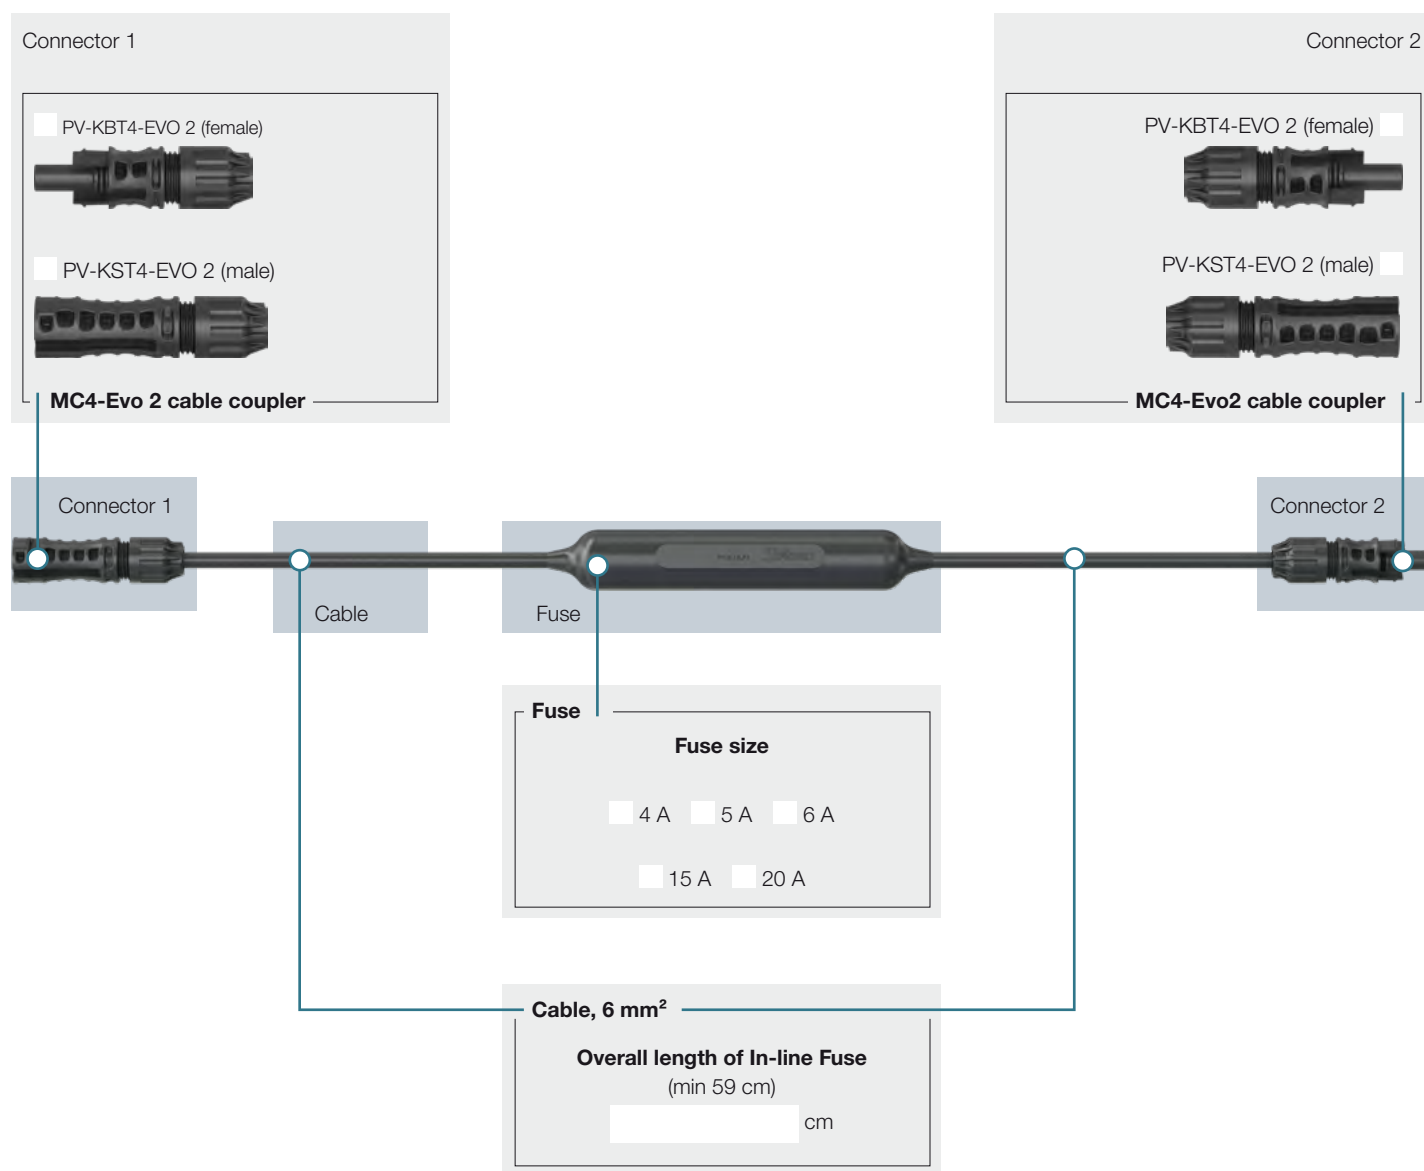 Connector 1
PV-KBT4-EVO 2 (female)
PV-KST4-EVO 2 (male)
MC4-Evo 2 cable coupler
Connector 2
PV-KBT4-EVO 2 (female)
PV-KST4-EVO 2 (male)
MC4-Evo2 cable coupler
Connector 1
Cable
Fuse
Connector 2
Fuse
Fuse size
4 A 5 A 6 A
15 A 20 A
Cable, 6 mm²
Overall length of In-line Fuse
(min 59 cm)
cm